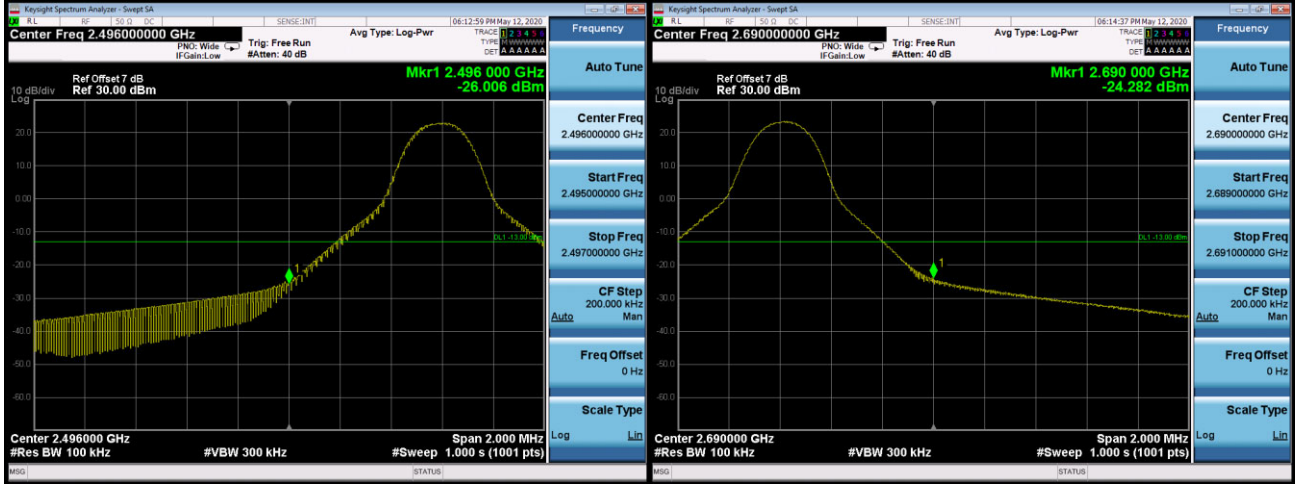 Keysight Spectrum Analyzer - Swept SA
RL RF 50 Ω DC SENSE:INT 06:12:59 PM May 12, 2020
Center Freq 2.496000000 GHz
PNO: Wide
IFGain:Low
Trig: Free Run
#Atten: 40 dB
Avg Type: Log-Pwr
TRACE 1 2 3 4 5 6
TYPE
DET A A A A A A
Mkr1 2.496 000 GHz
-26.006 dBm
Ref Offset 7 dB
10 dB/div Ref 30.00 dBm
Log
20.0
10.0
0.00
-10.0
DL1 -13.00 dBm
-20.0
1
-30.0
-40.0
-50.0
-60.0
Center 2.496000 GHz Span 2.000 MHz
#Res BW 100 kHz #VBW 300 kHz #Sweep 1.000 s (1001 pts)
MSG STATUS
Frequency
Auto Tune
Center Freq
2.496000000 GHz
Start Freq
2.495000000 GHz
Stop Freq
2.497000000 GHz
CF Step
200.000 kHz
Auto Man
Freq Offset
0 Hz
Scale Type
Log Lin
Keysight Spectrum Analyzer - Swept SA
RL RF 50 Ω DC SENSE:INT 06:14:37 PM May 12, 2020
Center Freq 2.690000000 GHz
PNO: Wide
IFGain:Low
Trig: Free Run
#Atten: 40 dB
Avg Type: Log-Pwr
TRACE 1 2 3 4 5 6
TYPE
DET A A A A A A
Mkr1 2.690 000 GHz
-24.282 dBm
Ref Offset 7 dB
10 dB/div Ref 30.00 dBm
Log
20.0
10.0
0.00
-10.0
DL1 -13.00 dBm
-20.0
1
-30.0
-40.0
-50.0
-60.0
Center 2.690000 GHz Span 2.000 MHz
#Res BW 100 kHz #VBW 300 kHz #Sweep 1.000 s (1001 pts)
MSG STATUS
Frequency
Auto Tune
Center Freq
2.690000000 GHz
Start Freq
2.689000000 GHz
Stop Freq
2.691000000 GHz
CF Step
200.000 kHz
Auto Man
Freq Offset
0 Hz
Scale Type
Log Lin